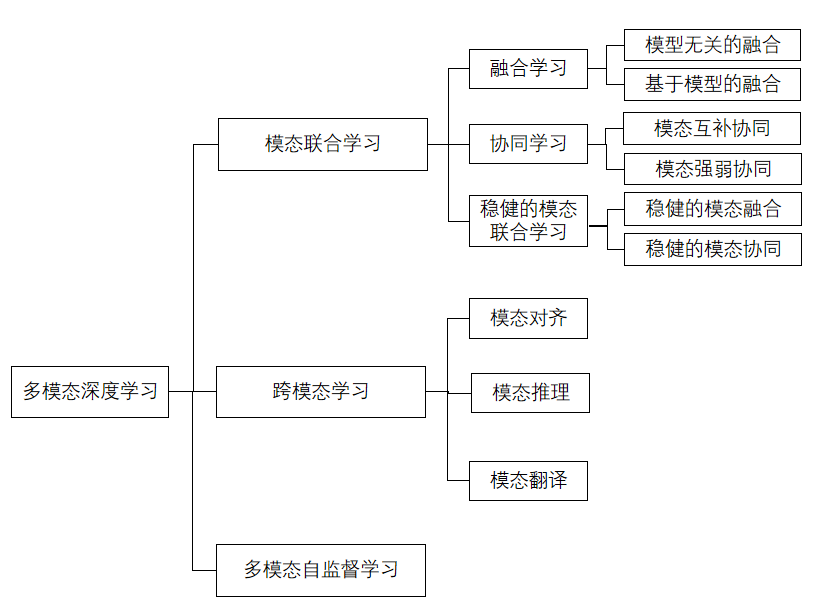 多模态深度学习
模态联合学习
融合学习
模型无关的融合
基于模型的融合
协同学习
模态互补协同
模态强弱协同
稳健的模态
联合学习
稳健的模态融合
稳健的模态协同
跨模态学习
模态对齐
模态推理
模态翻译
多模态自监督学习